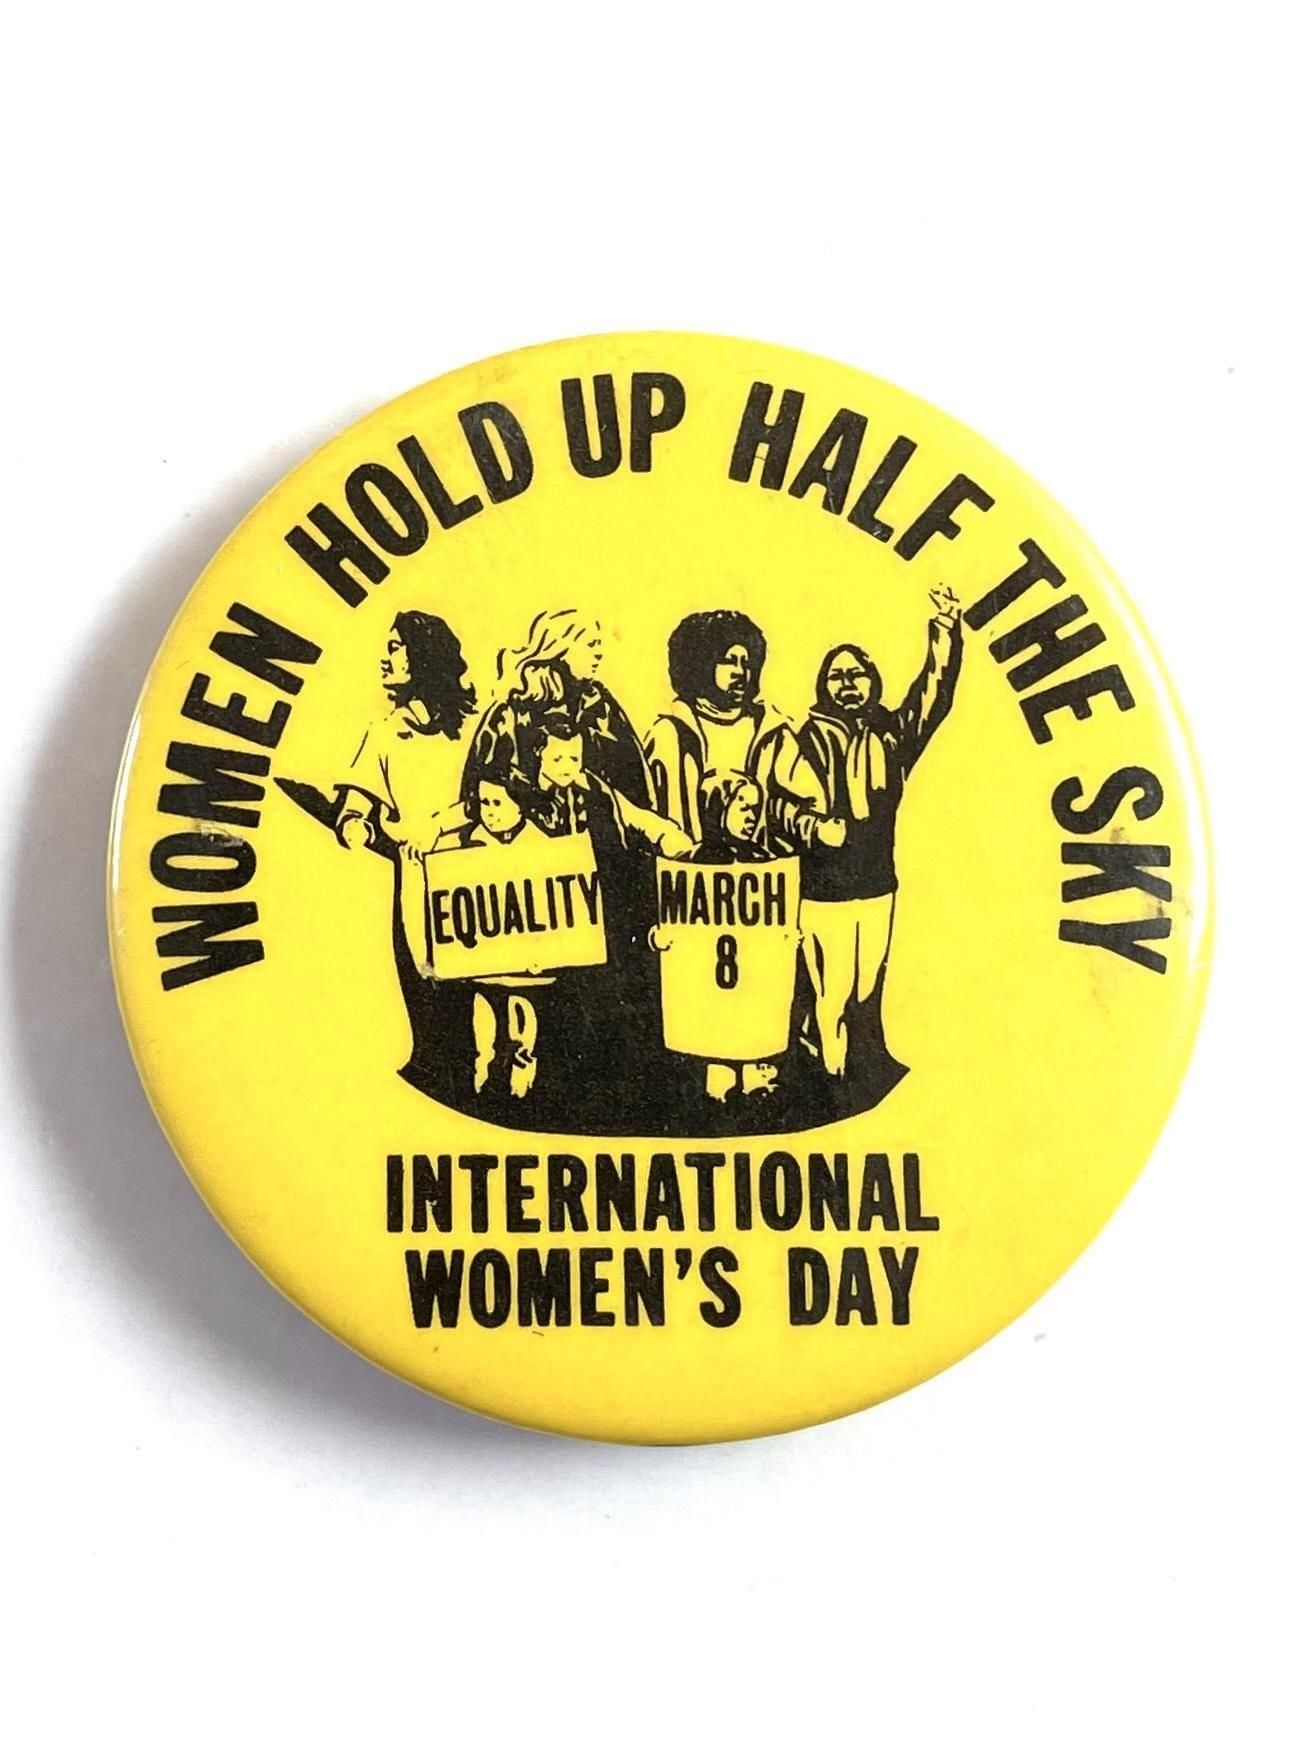 WOMEN HOLD UP HALF THE SKY
EQUALITY
MARCH
8
INTERNATIONAL
WOMEN'S DAY